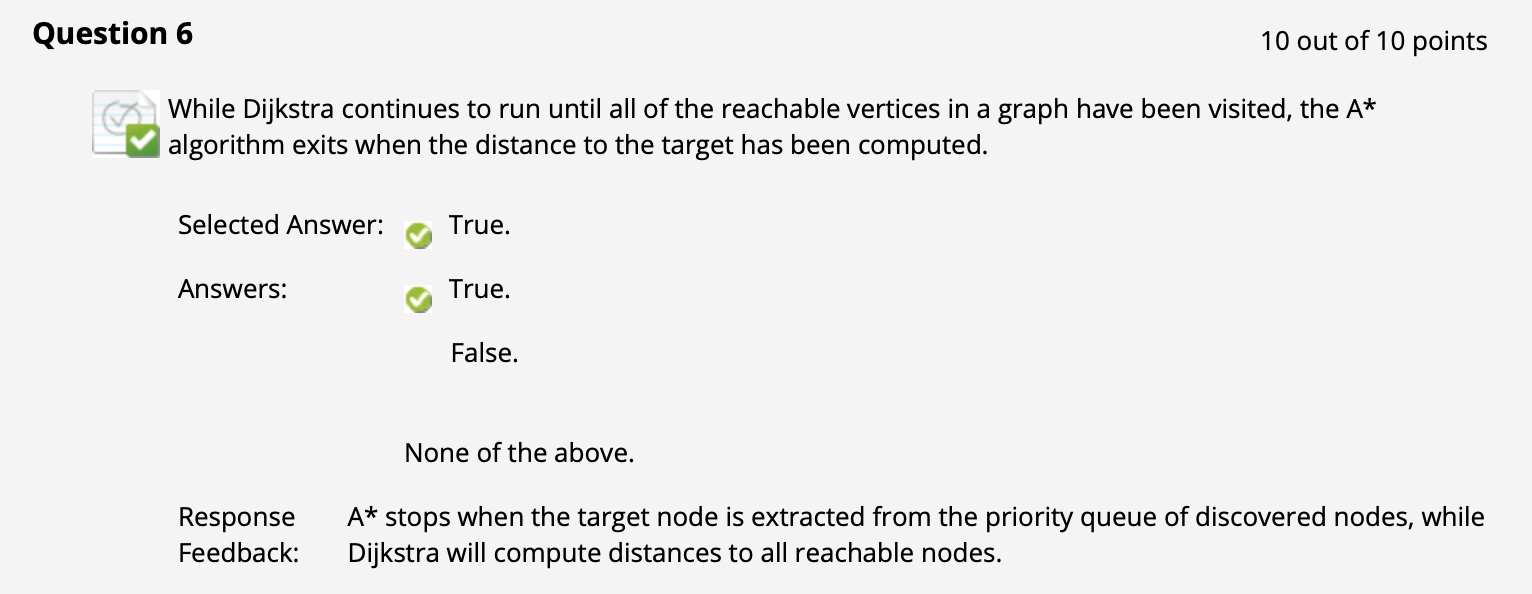 Question 6
10 out of 10 points
While Dijkstra continues to run until all of the reachable vertices in a graph have been visited, the A*
algorithm exits when the distance to the target has been computed.
Selected Answer: True.
Answers: True.
False.
None of the above.
Response Feedback: A* stops when the target node is extracted from the priority queue of discovered nodes, while
Dijkstra will compute distances to all reachable nodes.